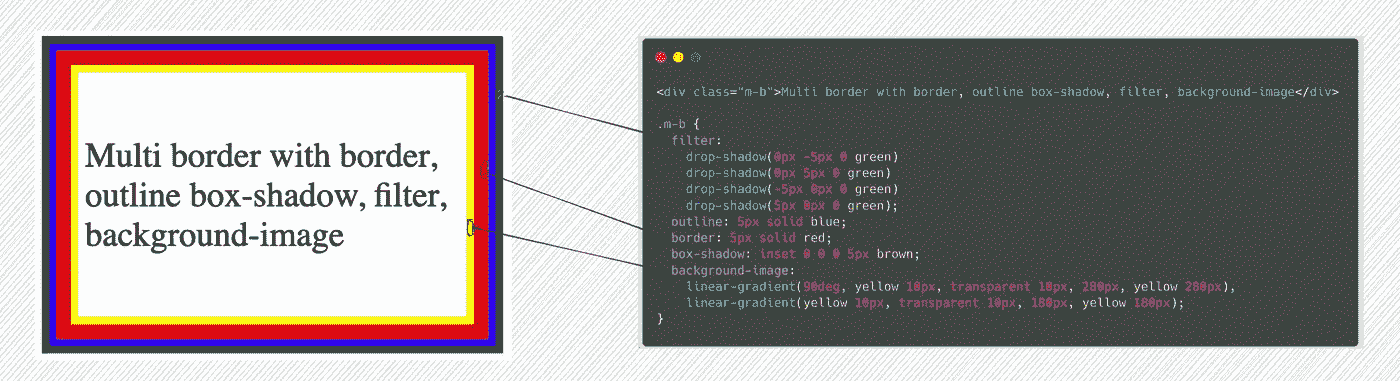 Multi border with border,
outline box-shadow, filter,
background-image
<div class="m-b">Multi border with border, outline box-shadow, filter, background-image</div>
.m-b {
filter:
drop-shadow(0px -5px 0 green)
drop-shadow(0px 5px 0 green)
drop-shadow(-5px 0px 0 green)
drop-shadow(5px 0px 0 green);
outline: 5px solid blue;
border: 5px solid red;
box-shadow: inset 0 0 0 5px brown;
background-image:
linear-gradient(90deg, yellow 10px, transparent 10px, 280px, yellow 280px),
linear-gradient(yellow 10px, transparent 10px, 180px, yellow 180px);
}